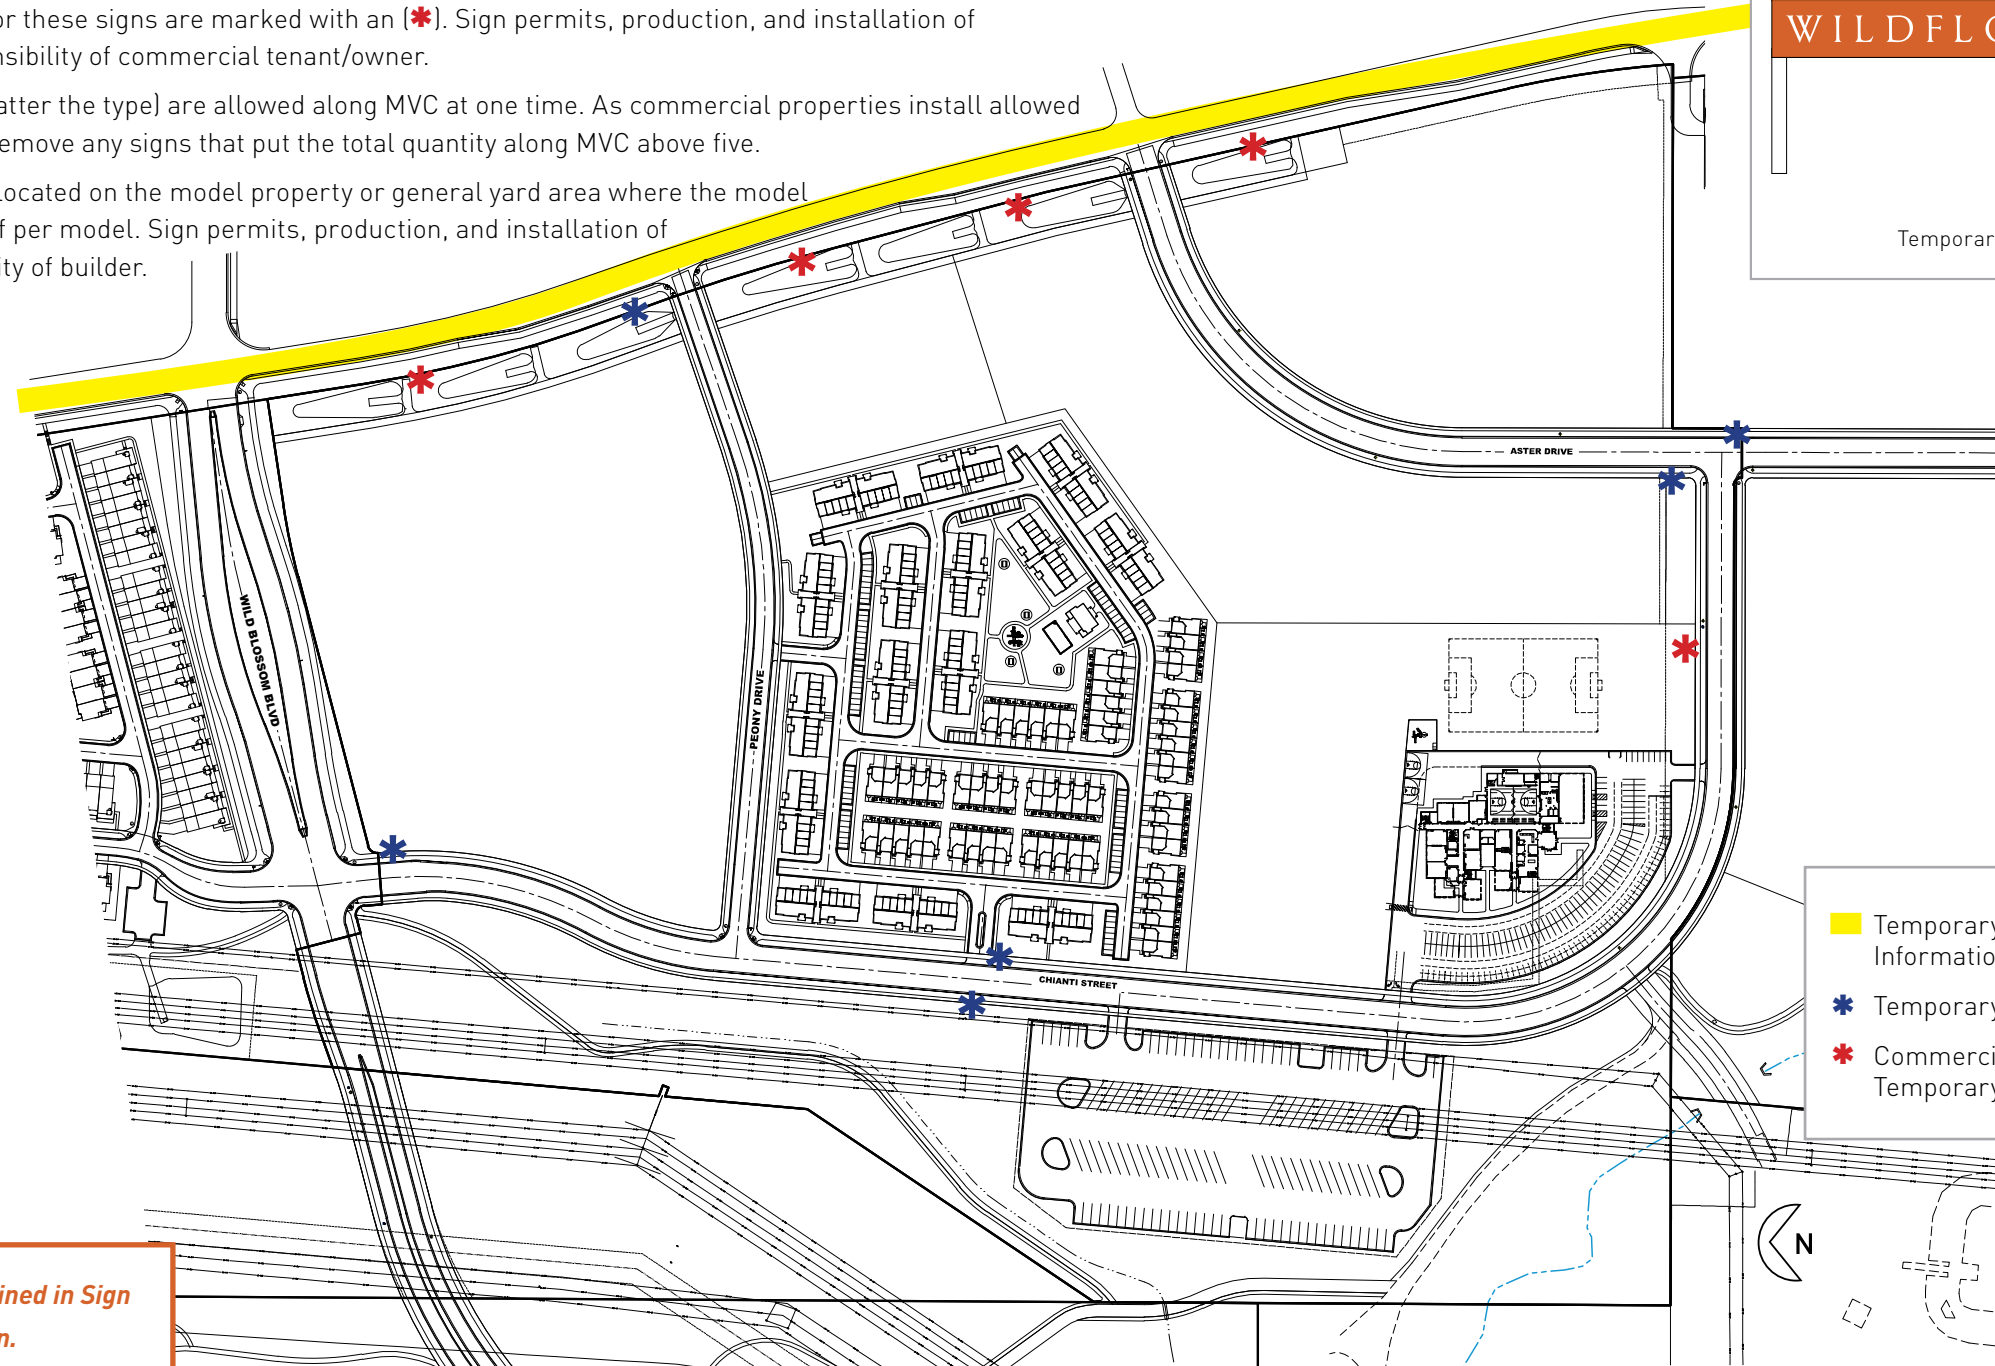 or these signs are marked with an (*). Sign permits, production, and installation of
nsibility of commercial tenant/owner.
atter the type) are allowed along MVC at one time. As commercial properties install allowed
remove any signs that put the total quantity along MVC above five.
located on the model property or general yard area where the model
f per model. Sign permits, production, and installation of
ity of builder.
WILDFLO
Temporar
ASTER DRIVE
WILD BLOSSOM BLVD
PEONY DRIVE
CHIANTI STREET
Temporary
Informatio
* Temporary
* Commerci
Temporary
N
ined in Sign
n.